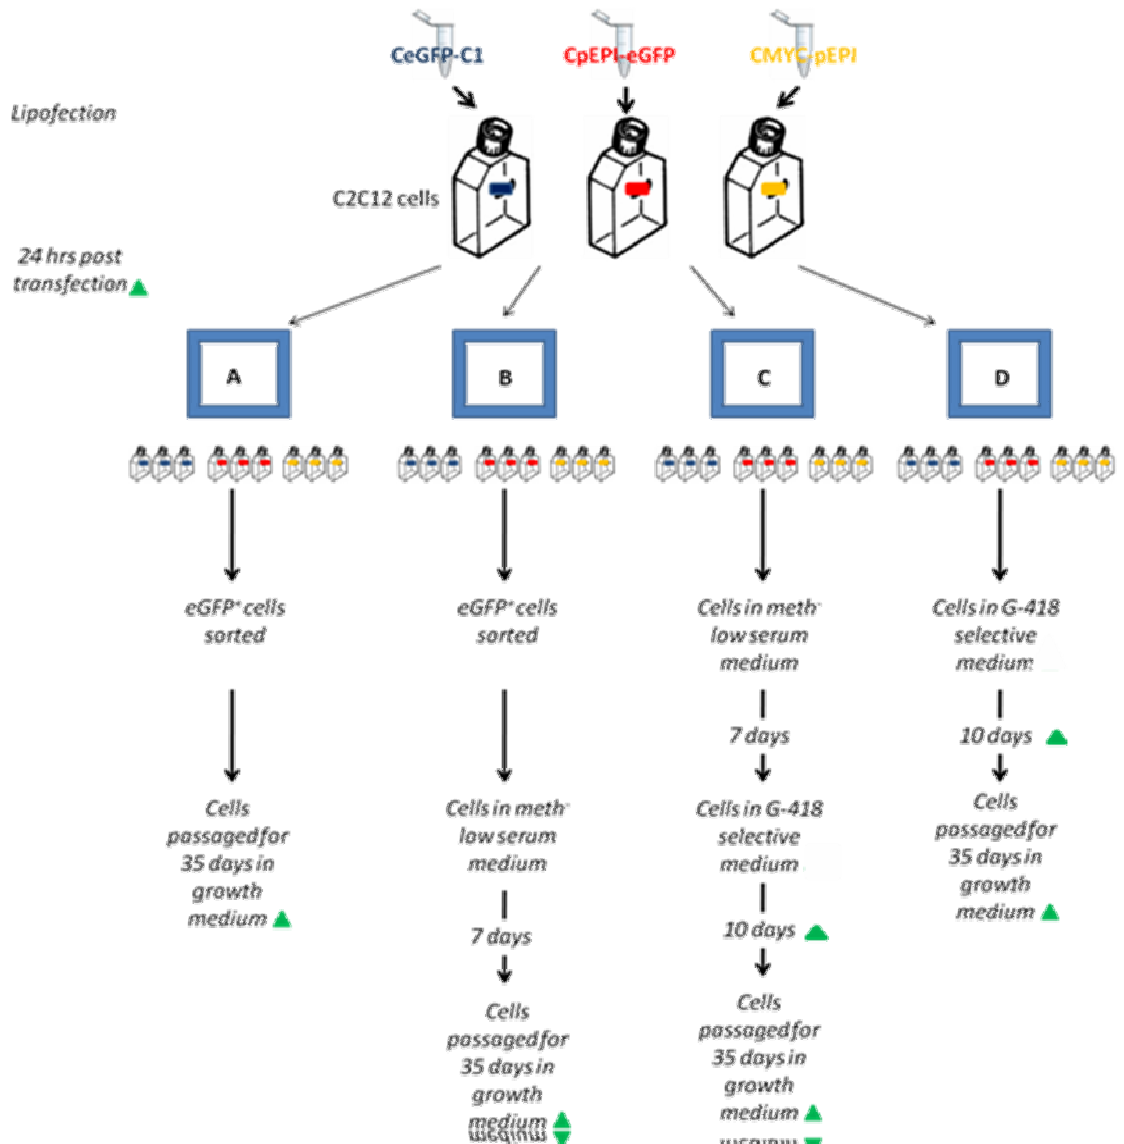 CeGFP-C1
CpEPI-eGFP
CMYC-pEPI
Lipofection
C2C12 cells
24 hrs post
transfection
A
B
C
D
eGFP⁺ cells
sorted
eGFP⁺ cells
sorted
Cells in meth⁻
low serum
medium
Cells in G-418
selective
medium
7 days
10 days
Cells
passaged for
35 days in
growth
medium
Cells in meth⁻
low serum
medium
Cells in G-418
selective
medium
Cells
passaged for
35 days in
growth
medium
7 days
10 days
Cells
passaged for
35 days in
growth
medium
Cells
passaged for
35 days in
growth
medium